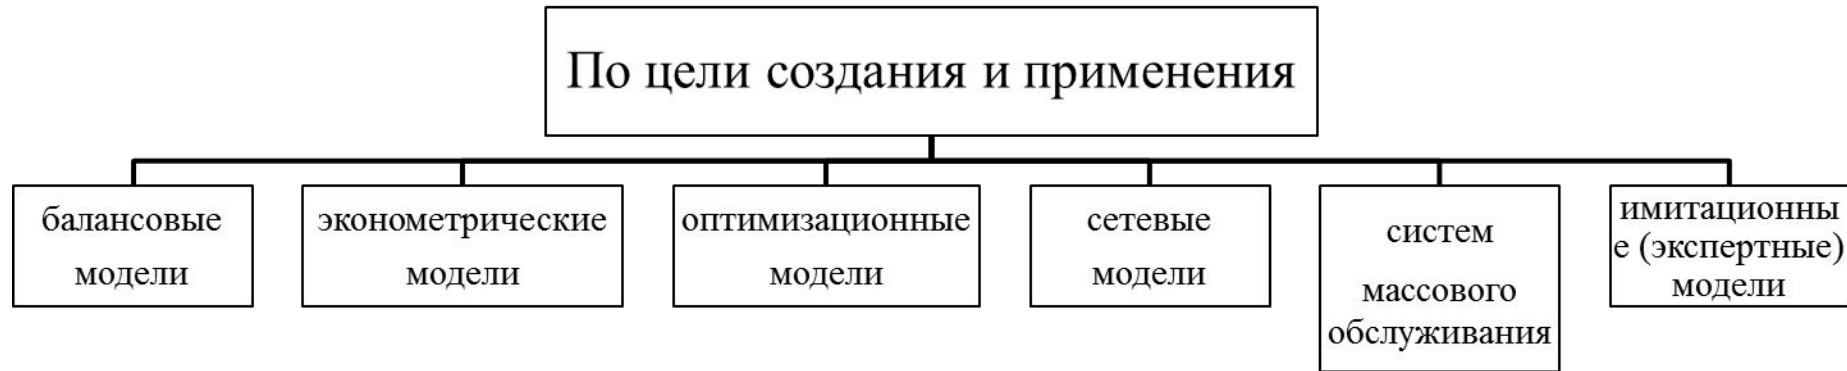 По цели создания и применения
балансовые
модели
эконометрические
модели
оптимизационные
модели
сетевые
модели
систем
массового
обслуживания
имитационны
е (экспертные)
модели